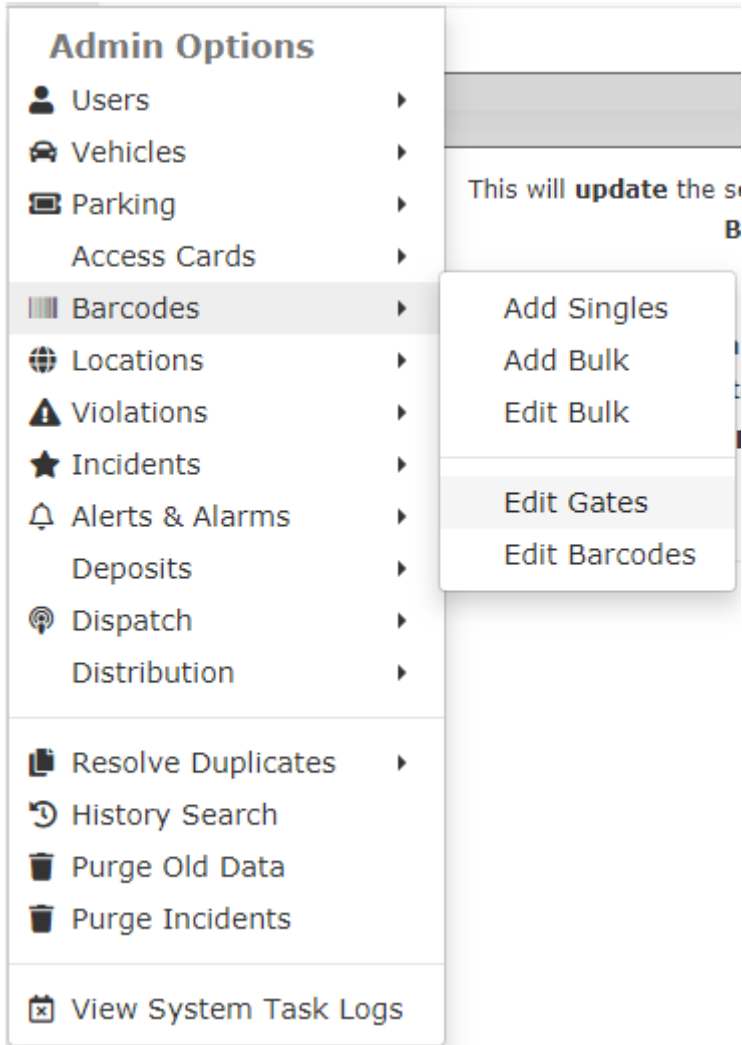 Admin Options
Users
Vehicles
Parking
Access Cards
Barcodes
Locations
Violations
Incidents
Alerts & Alarms
Deposits
Dispatch
Distribution
Resolve Duplicates
History Search
Purge Old Data
Purge Incidents
View System Task Logs
This will update the
Add Singles
Add Bulk
Edit Bulk
Edit Gates
Edit Barcodes